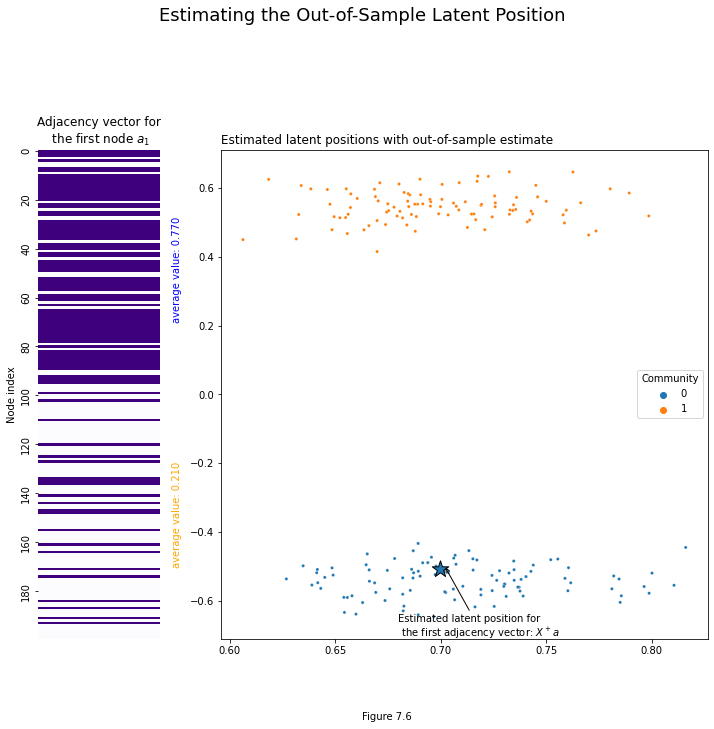 Estimating the Out-of-Sample Latent Position
Adjacency vector for
the first node a₁
Node index
0
20
40
60
80
100
120
140
160
180
average value: 0.770
average value: 0.210
Estimated latent positions with out-of-sample estimate
0.6
0.4
0.2
0.0
−0.2
−0.4
−0.6
Community
0
1
Estimated latent position for
the first adjacency vector: X⁺a
0.60 0.65 0.70 0.75 0.80
Figure 7.6